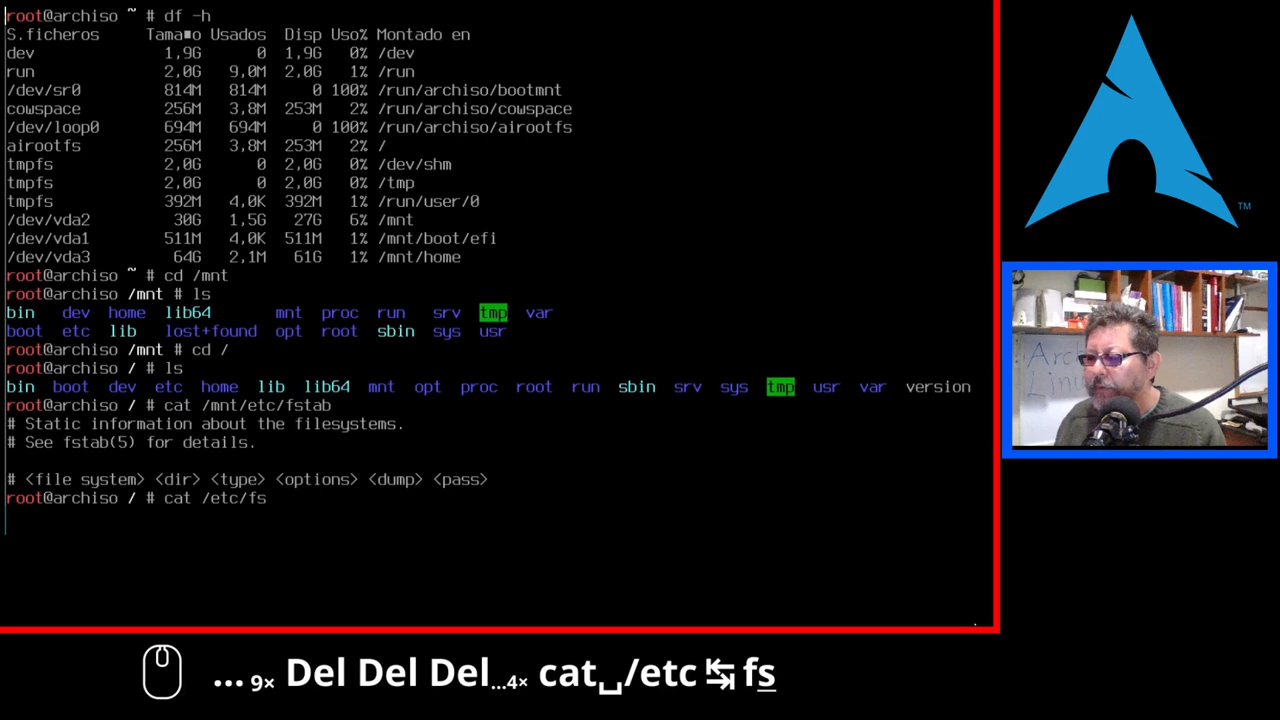 root@archiso ~ # df -h
S.ficheros Tama■o Usados Disp Uso% Montado en
dev 1,9G 0 1,9G 0% /dev
run 2,0G 9,0M 2,0G 1% /run
/dev/sr0 814M 814M 0 100% /run/archiso/bootmnt
cowspace 256M 3,8M 253M 2% /run/archiso/cowspace
/dev/loop0 694M 694M 0 100% /run/archiso/airootfs
airootfs 256M 3,8M 253M 2% /
tmpfs 2,0G 0 2,0G 0% /dev/shm
tmpfs 2,0G 0 2,0G 0% /tmp
tmpfs 392M 4,0K 392M 1% /run/user/0
/dev/vda2 30G 1,5G 27G 6% /mnt
/dev/vda1 511M 4,0K 511M 1% /mnt/boot/efi
/dev/vda3 64G 2,1M 61G 1% /mnt/home
root@archiso ~ # cd /mnt
root@archiso /mnt # ls
bin dev home lib64 mnt proc run srv tmp var
boot etc lib lost+found opt root sbin sys usr
root@archiso /mnt # cd /
root@archiso / # ls
bin boot dev etc home lib lib64 mnt opt proc root run sbin srv sys tmp usr var version
root@archiso / # cat /mnt/etc/fstab
# Static information about the filesystems.
# See fstab(5) for details.
# <file system> <dir> <type> <options> <dump> <pass>
root@archiso / # cat /etc/fs
TM
Arch
Linux
... 9× Del Del Del...4× cat␣/etc ↹ fs